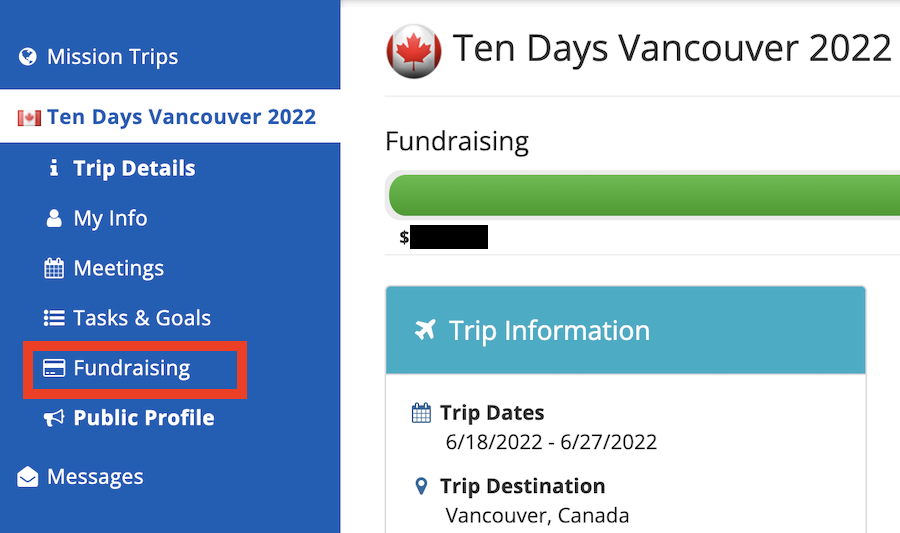 Mission Trips
Ten Days Vancouver 2022
Trip Details
My Info
Meetings
Tasks & Goals
Fundraising
Public Profile
Messages
Ten Days Vancouver 2022
Fundraising
$
Trip Information
Trip Dates
6/18/2022 - 6/27/2022
Trip Destination
Vancouver, Canada